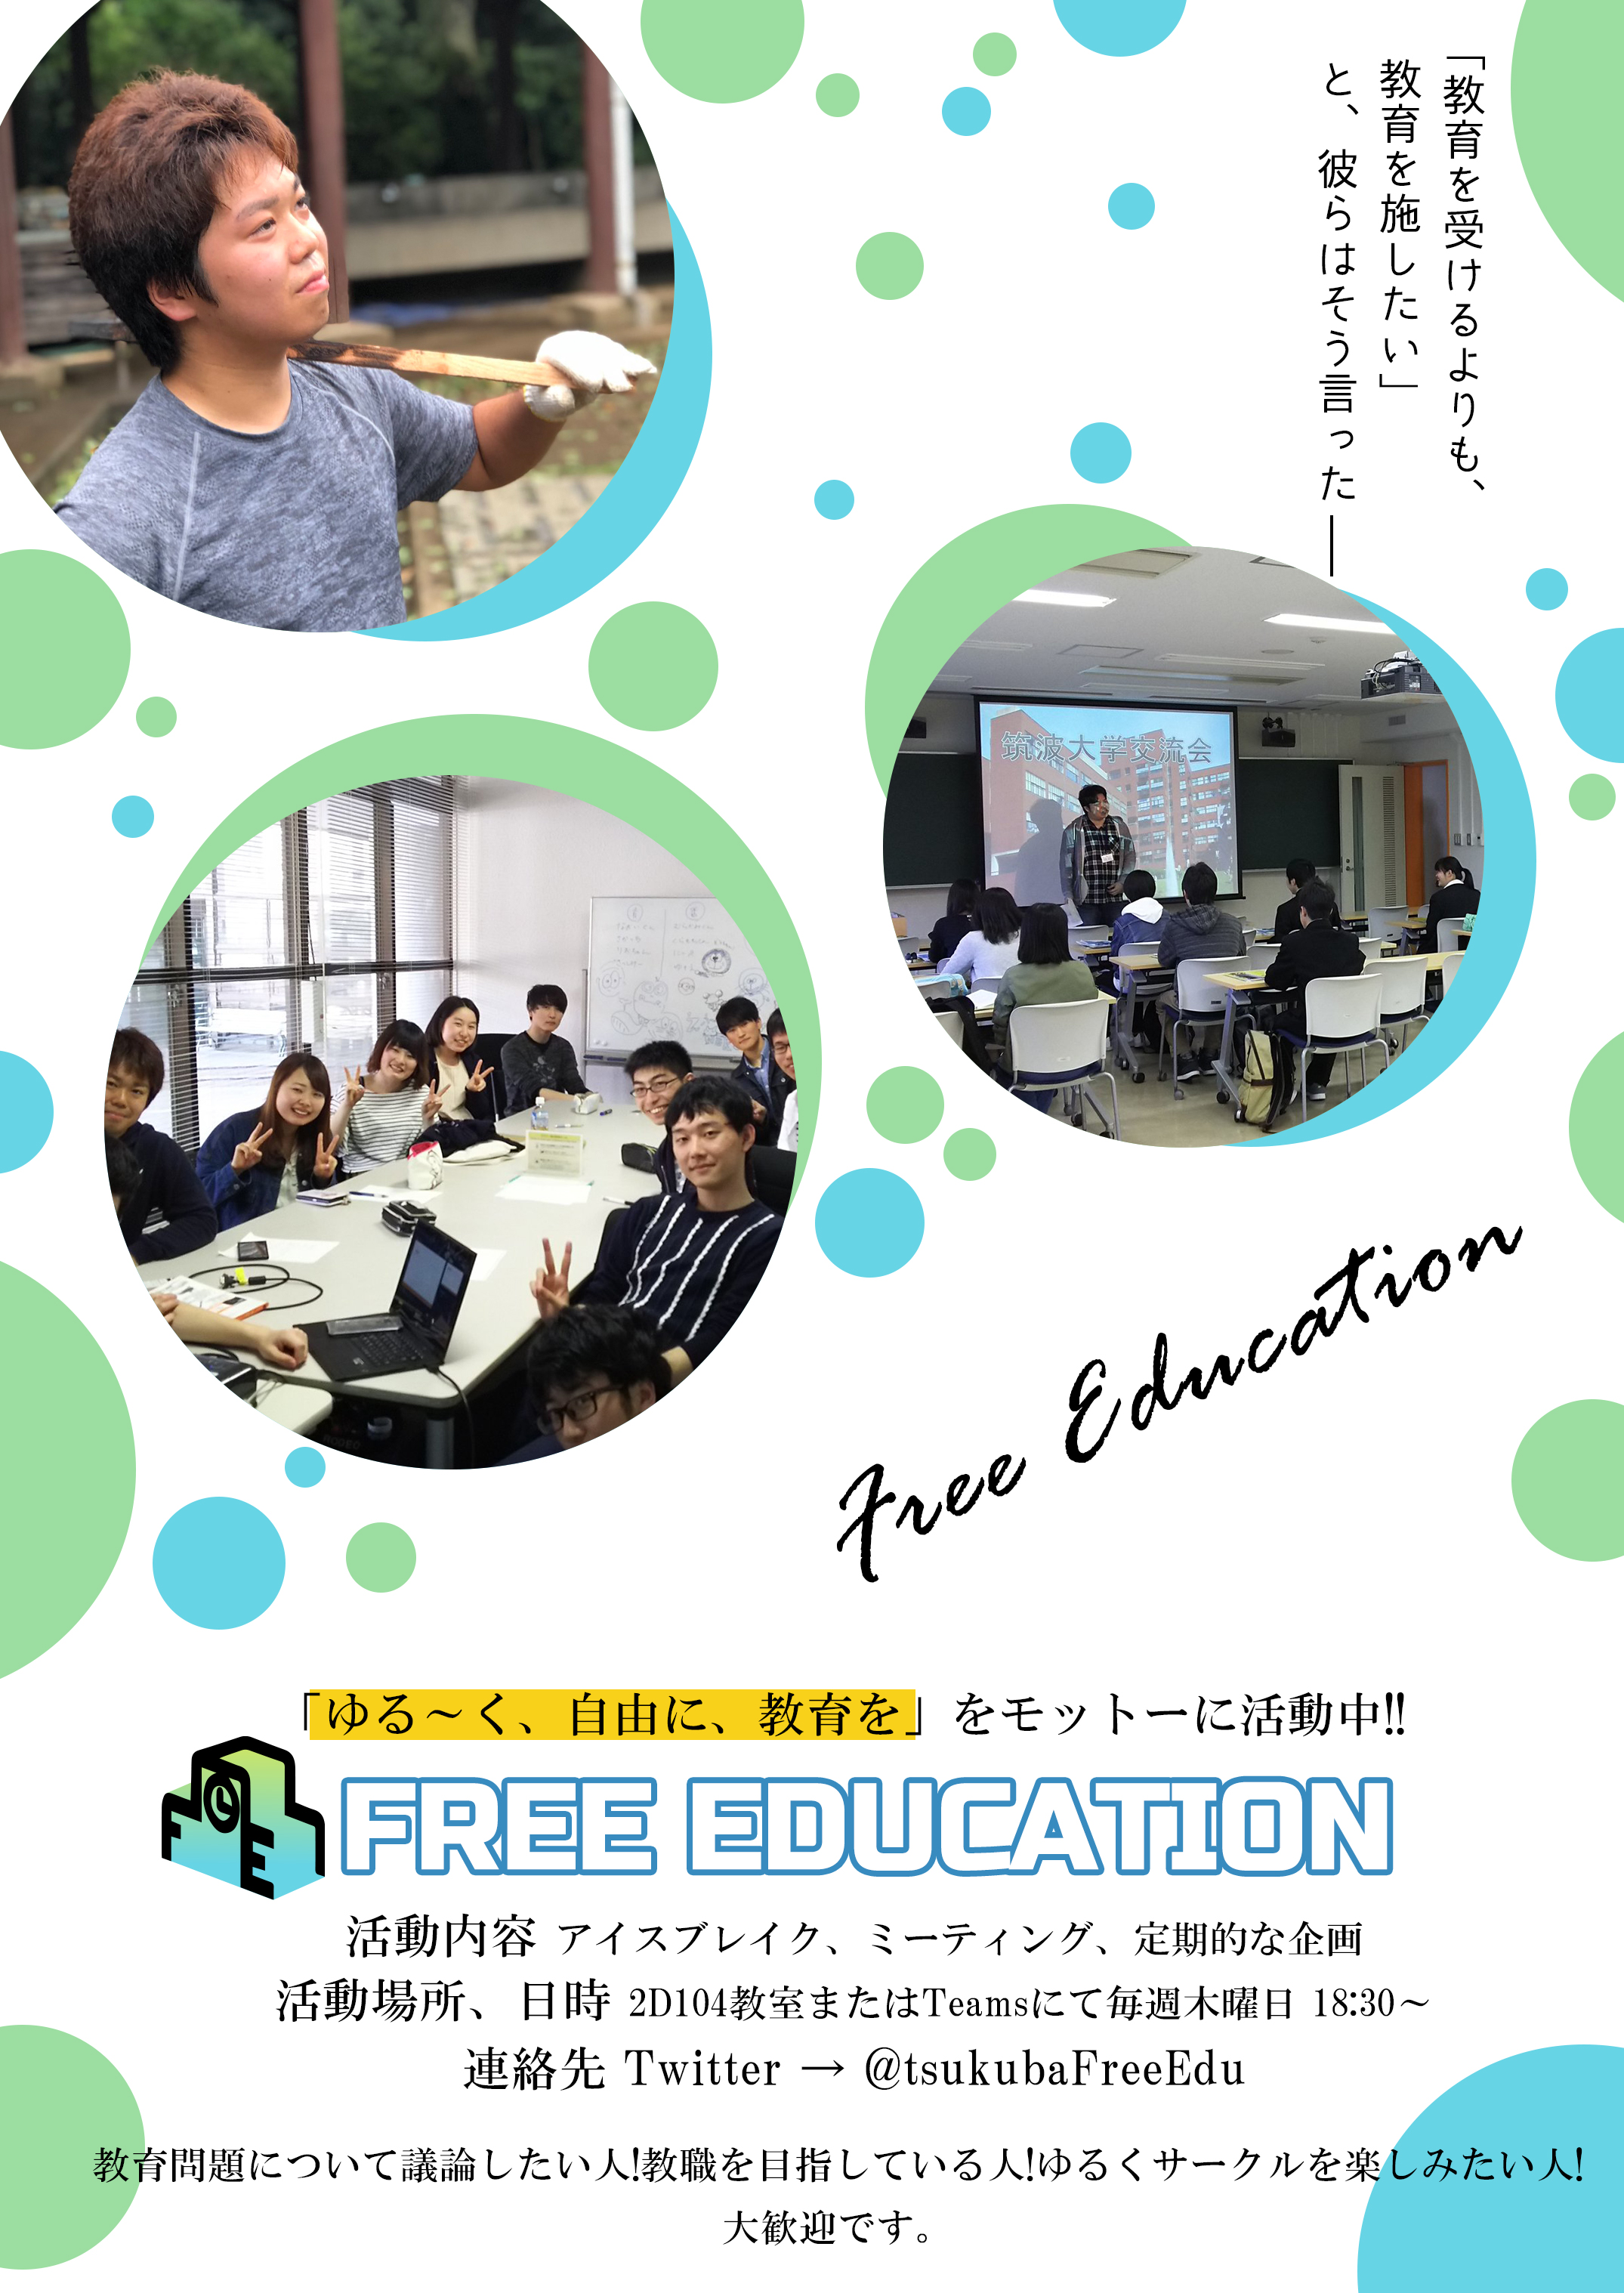 「教育を受けるよりも、
教育を施したい」
と、彼らはそう言った――
筑波大学交流会
Free Education
「ゆる～く、自由に、教育を」をモットーに活動中!!
F E
FREE EDUCATION
活動内容 アイスブレイク、ミーティング、定期的な企画
活動場所、日時 2D104教室またはTeamsにて毎週木曜日 18:30～
連絡先 Twitter → @tsukubaFreeEdu
教育問題について議論したい人!教職を目指している人!ゆるくサークルを楽しみたい人!
大歓迎です。